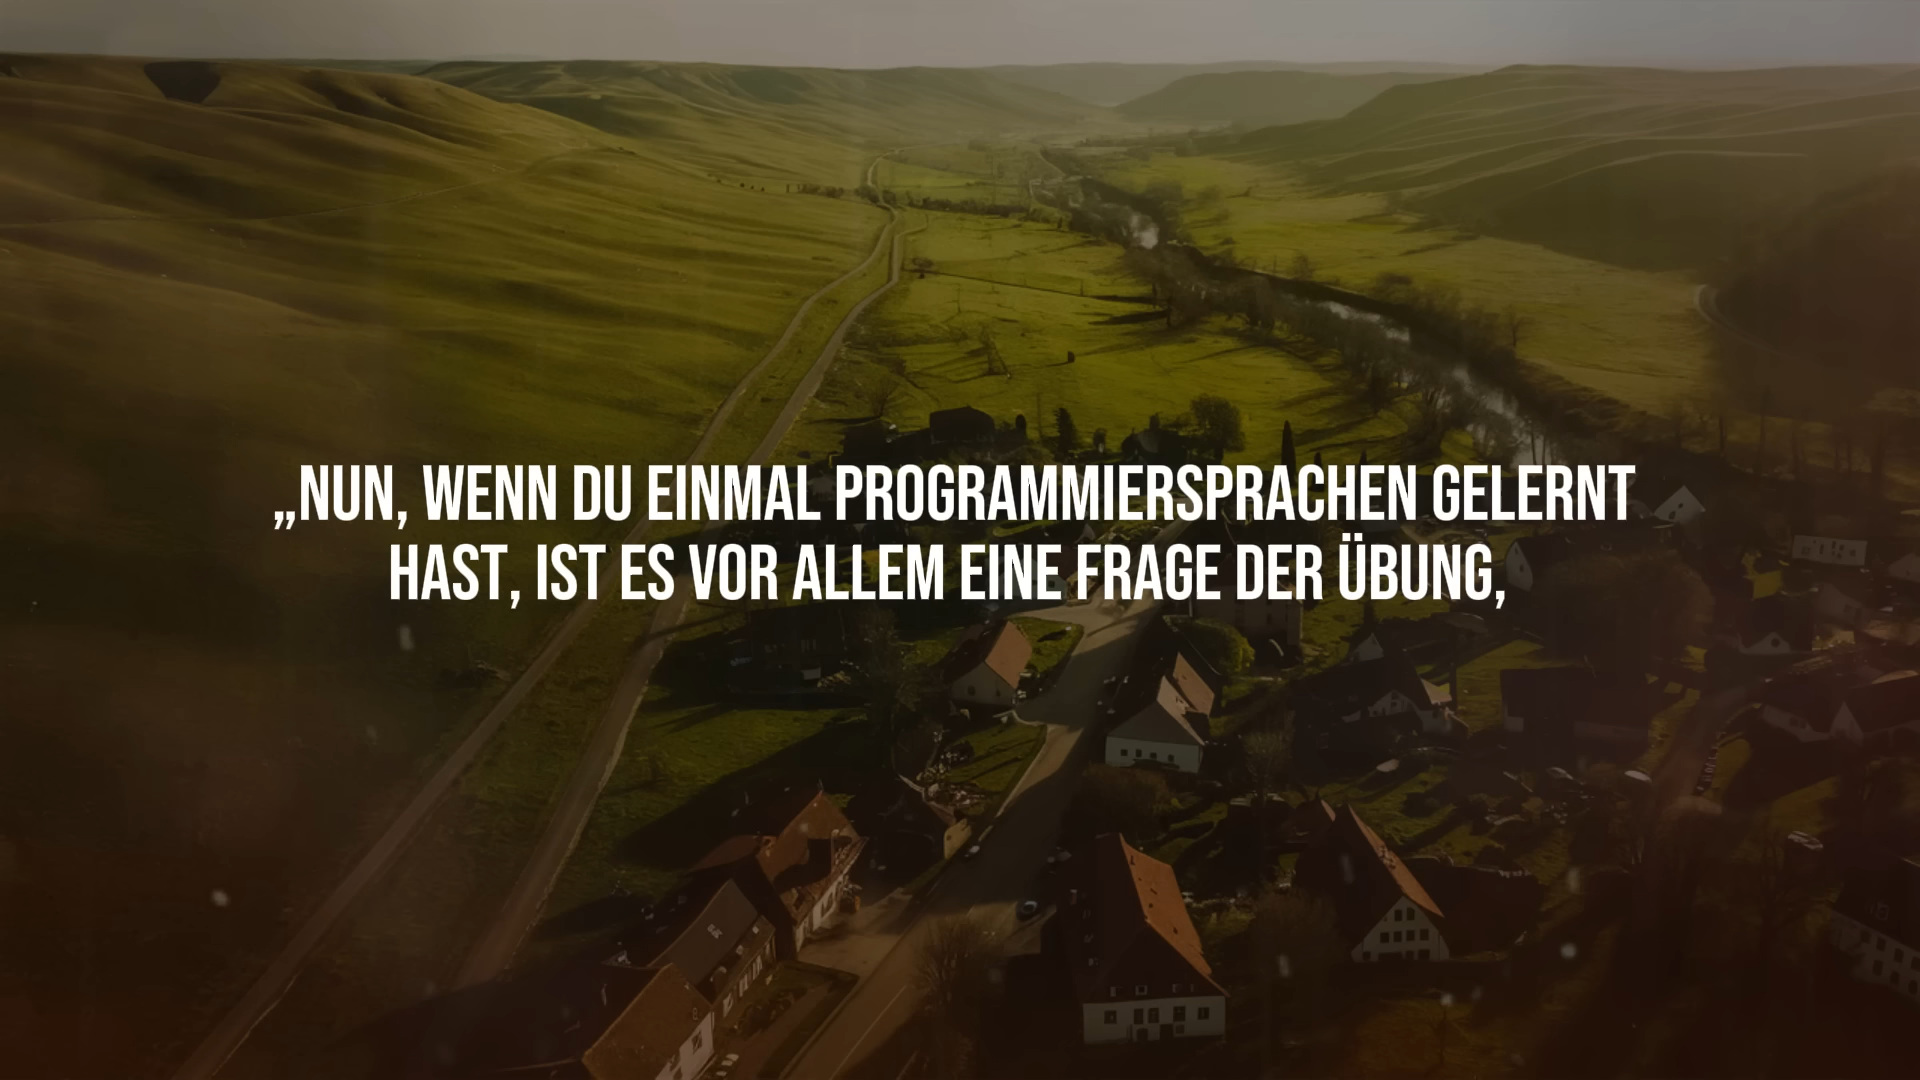 „NUN, WENN DU EINMAL PROGRAMMIERSPRACHEN GELERNT
HAST, IST ES VOR ALLEM EINE FRAGE DER ÜBUNG,